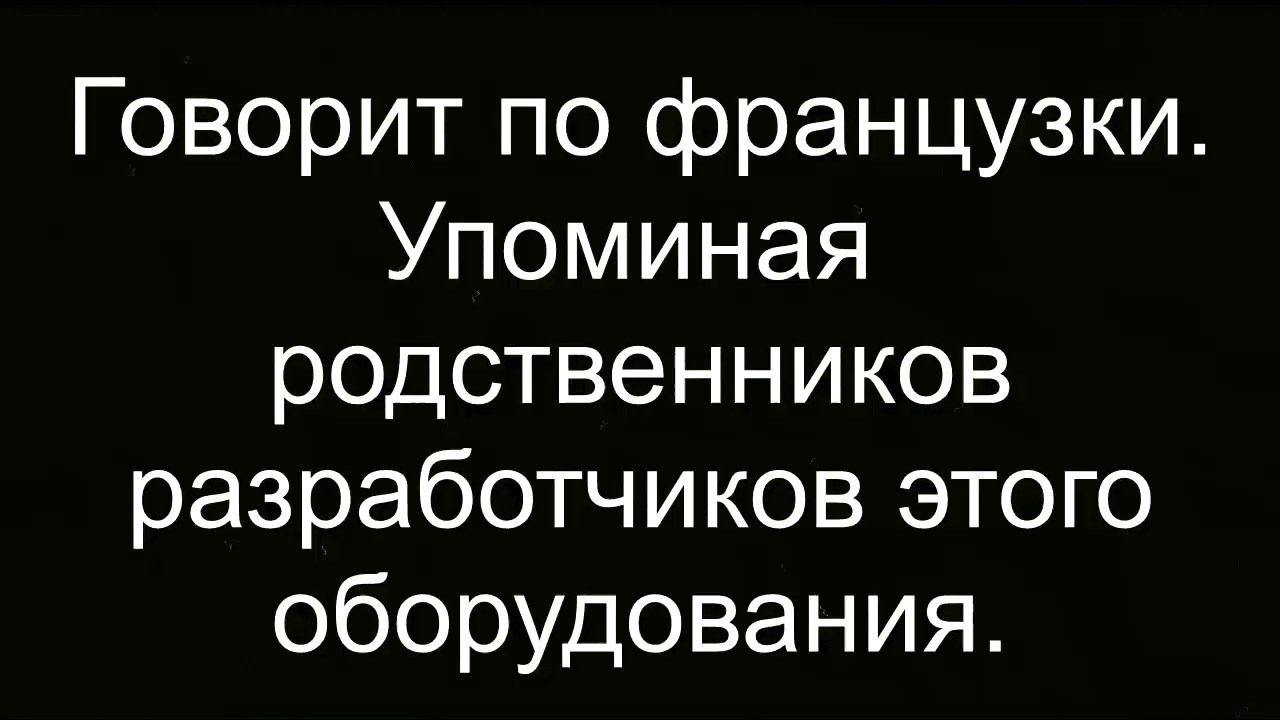 Говорит по французки.
Упоминая
родственников
разработчиков этого
оборудования.